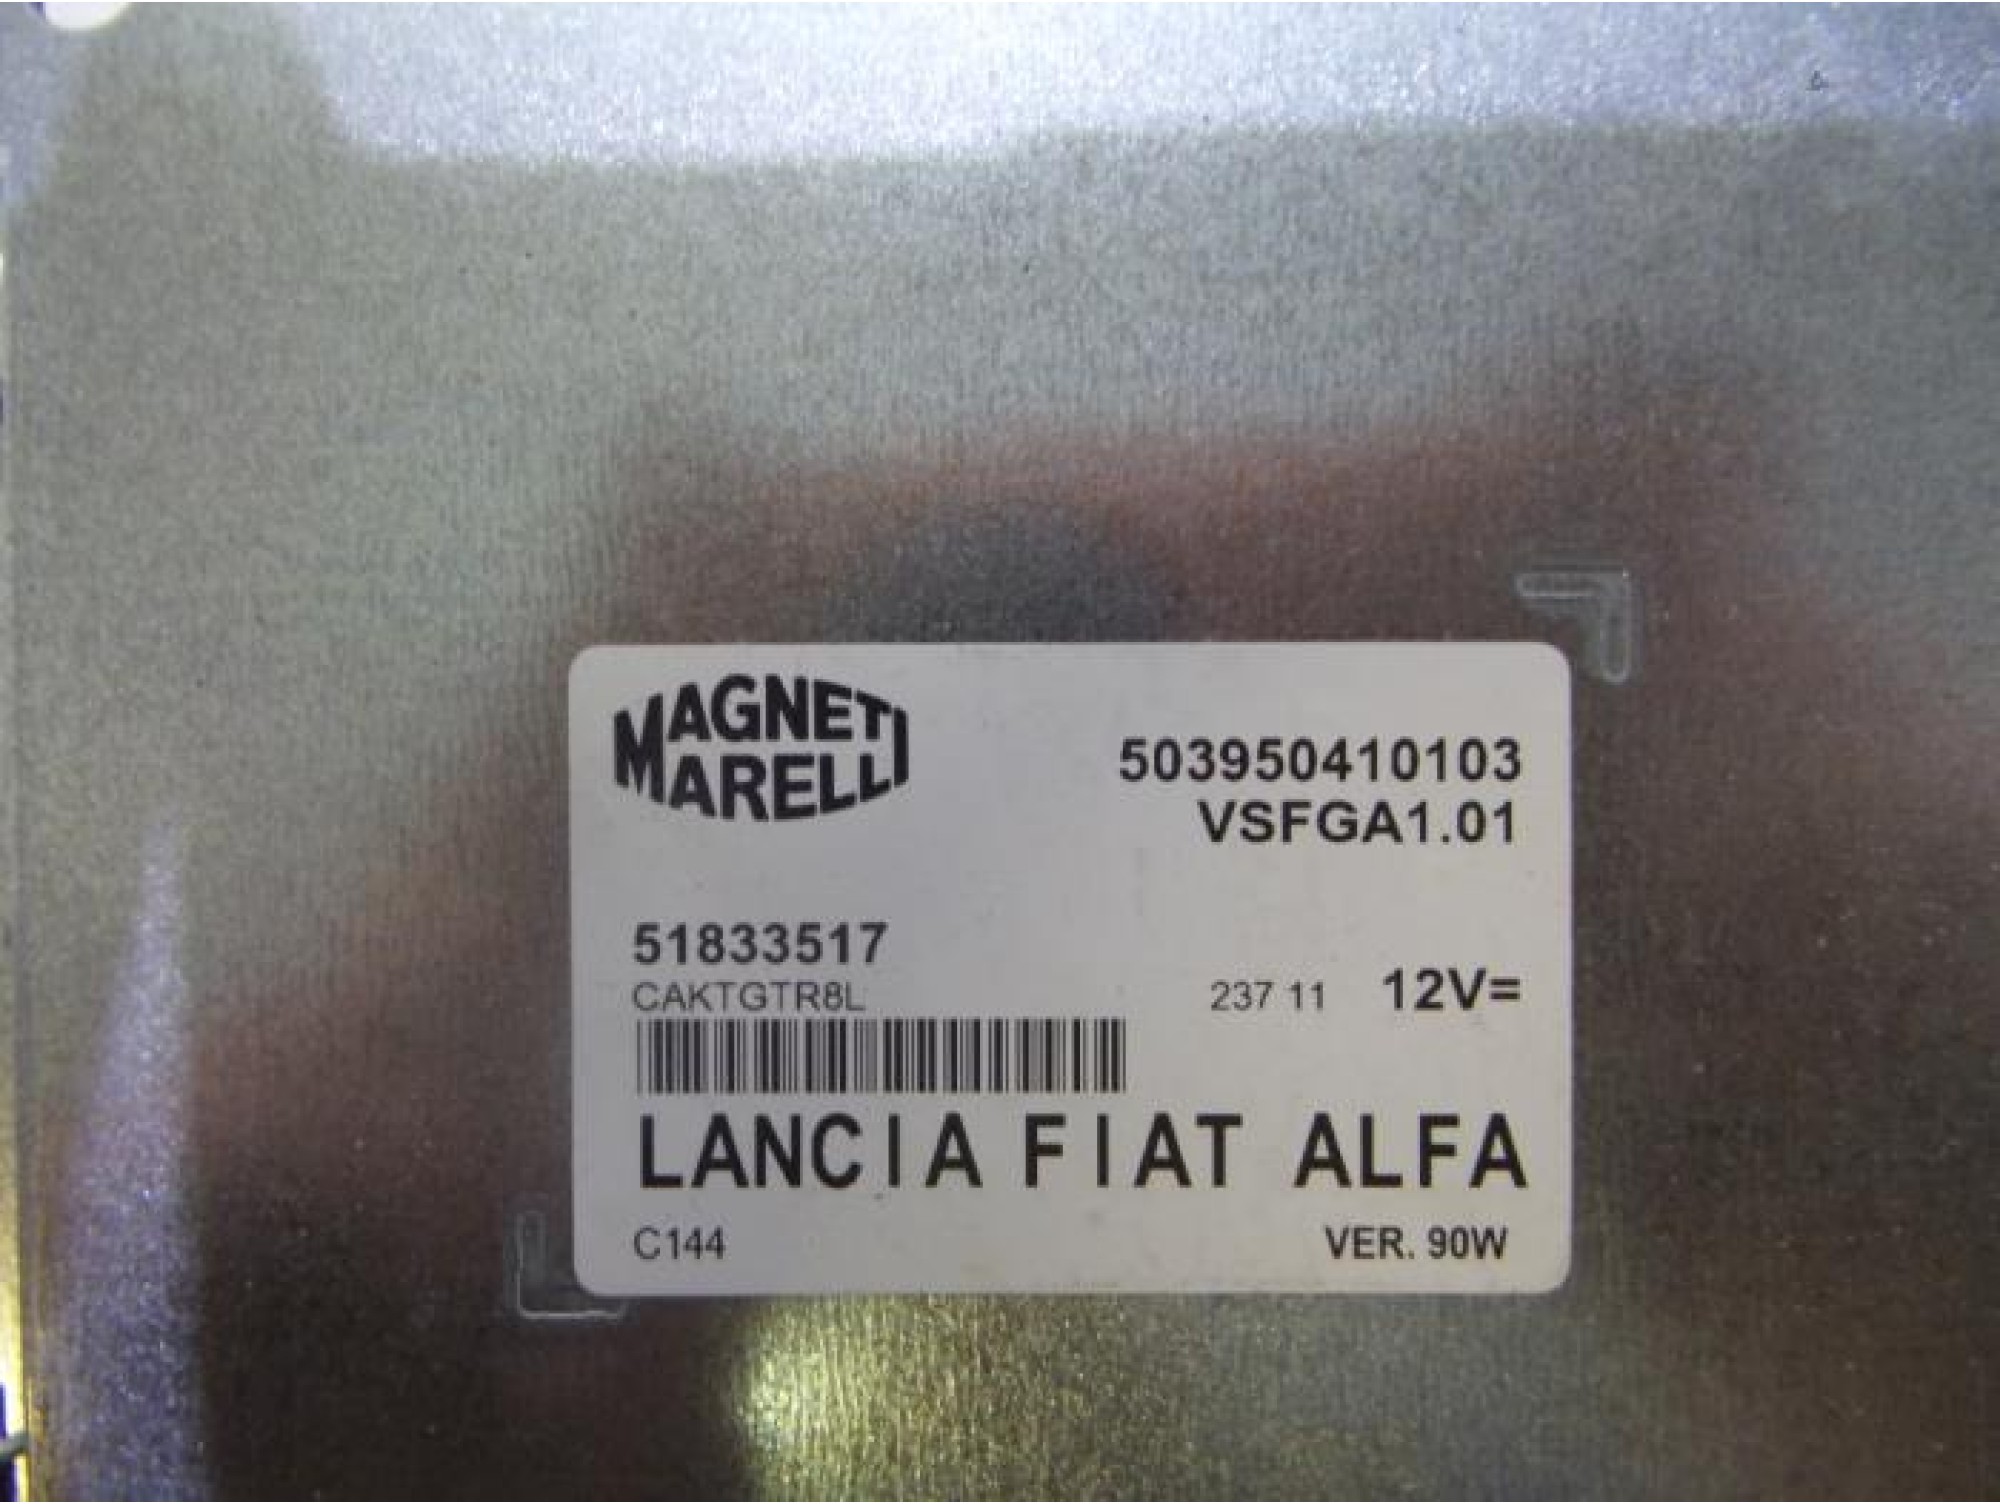 MAGNETI
MARELLI
503950410103
VSFGA1.01
51833517
CAKTGTR8L
237 11 12V=
LANCIA FIAT ALFA
C144 VER. 90W